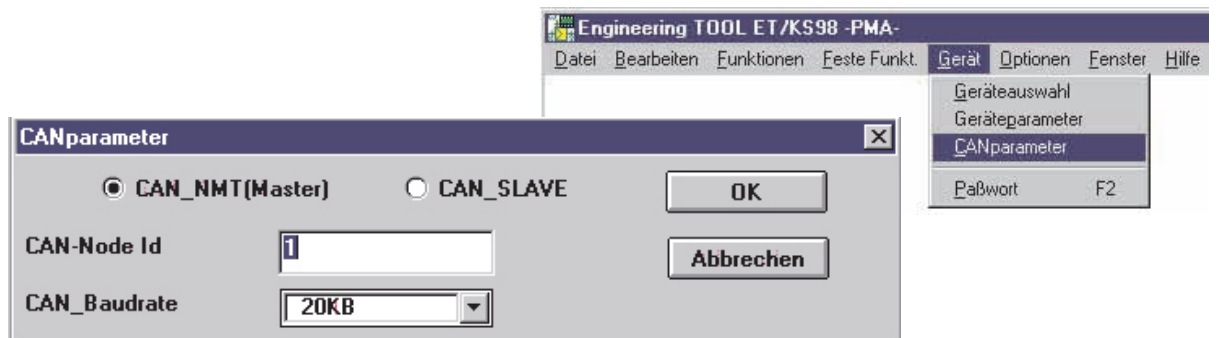 Engineering TOOL ET/KS98 -PMA-
Datei Bearbeiten Funktionen Feste Funkt. Gerät Optionen Fenster Hilfe
Geräteauswahl
Geräteparameter
CANparameter
Paßwort F2
CANparameter
CAN_NMT(Master) CAN_SLAVE OK
CAN-Node Id 1 Abbrechen
CAN_Baudrate 20KB